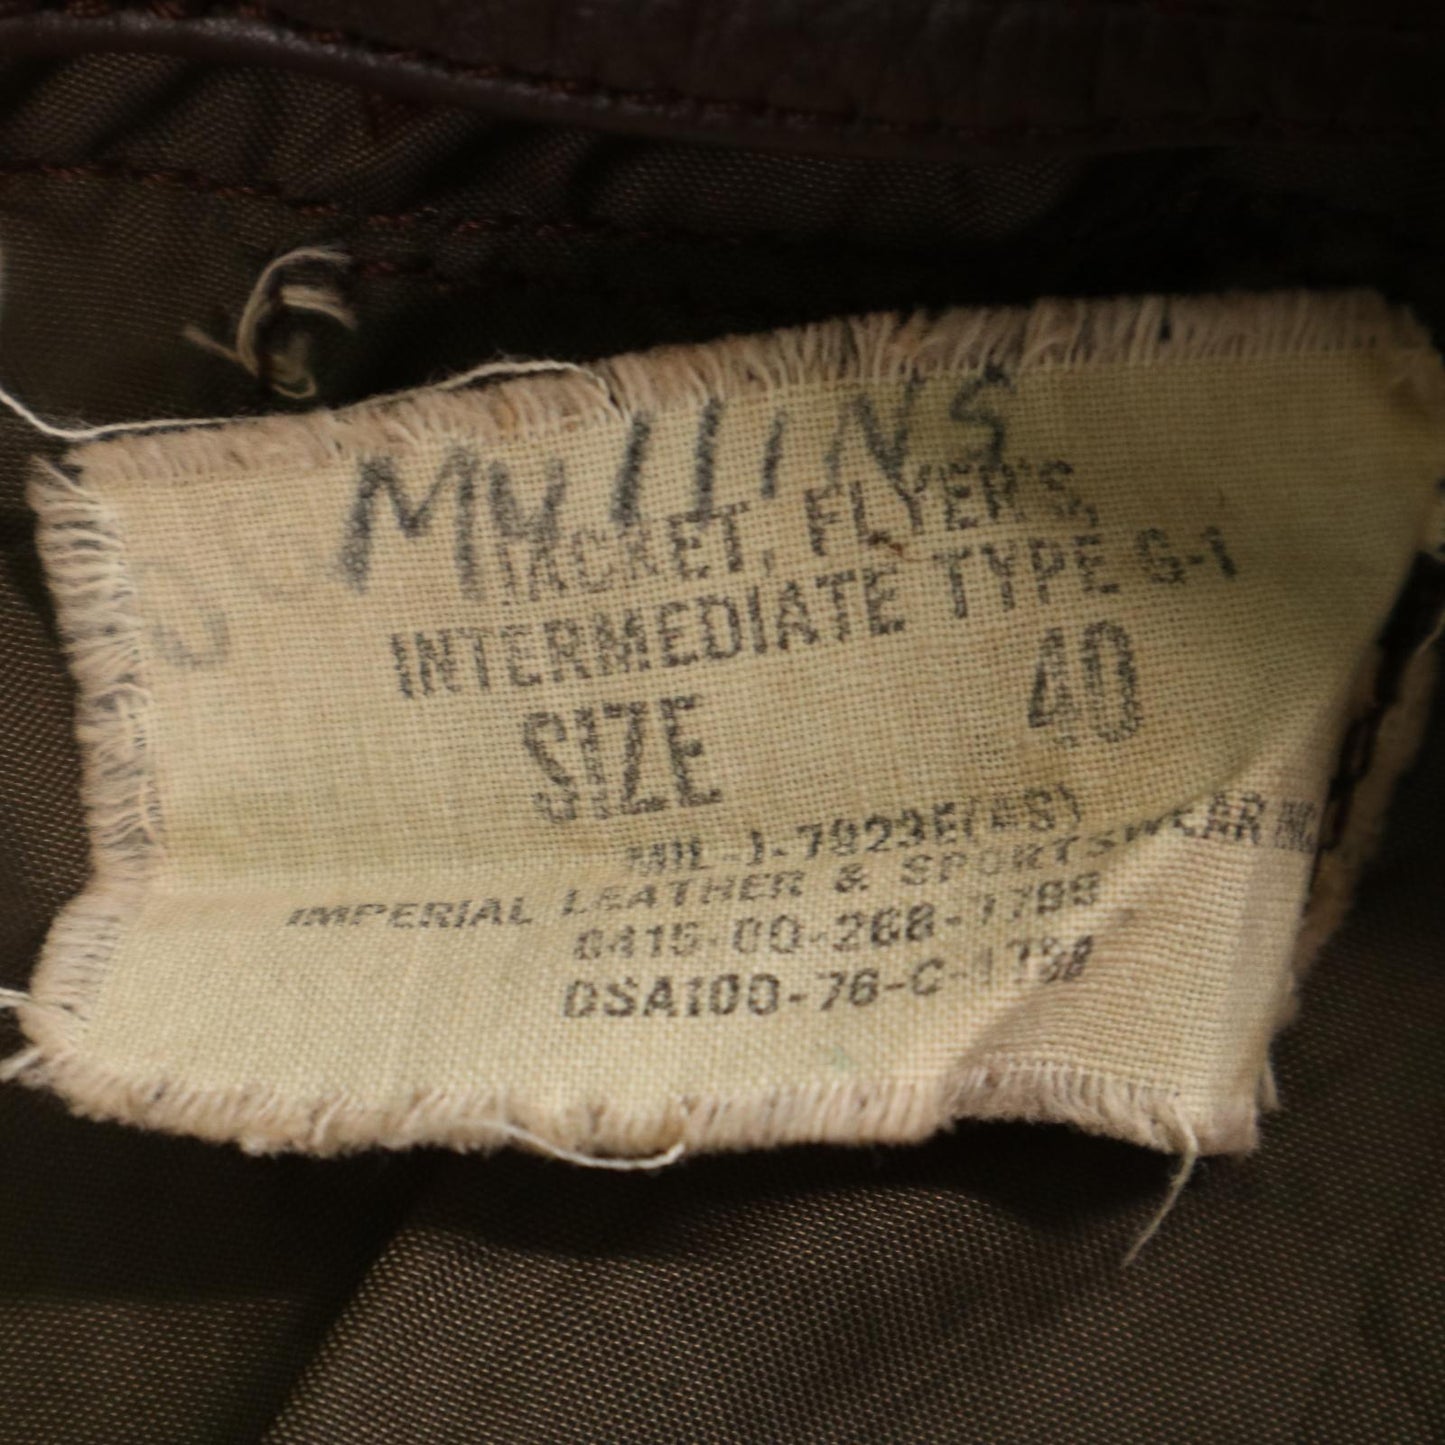 Mullins
JACKET, FLYER'S,
INTERMEDIATE TYPE G-1
SIZE 40
MIL-J-7823E(AS)
IMPERIAL LEATHER & SPORTSWEAR INC.
8415-00-268-7799
DSA100-76-C-